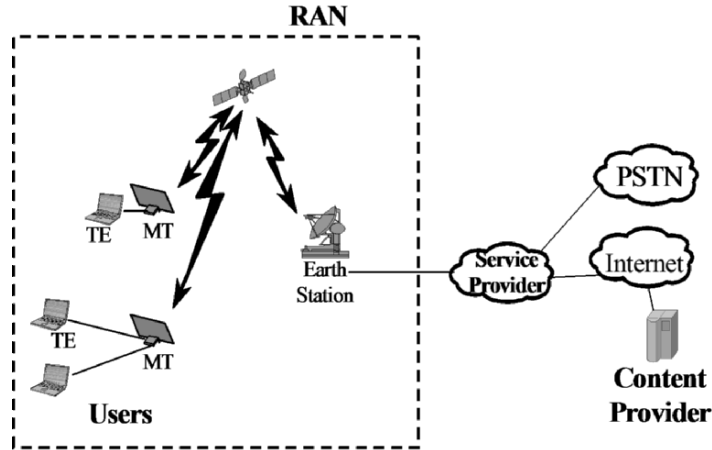 RAN
TE
MT
Earth
Station
TE
MT
Users
PSTN
Service
Provider
Internet
Content
Provider